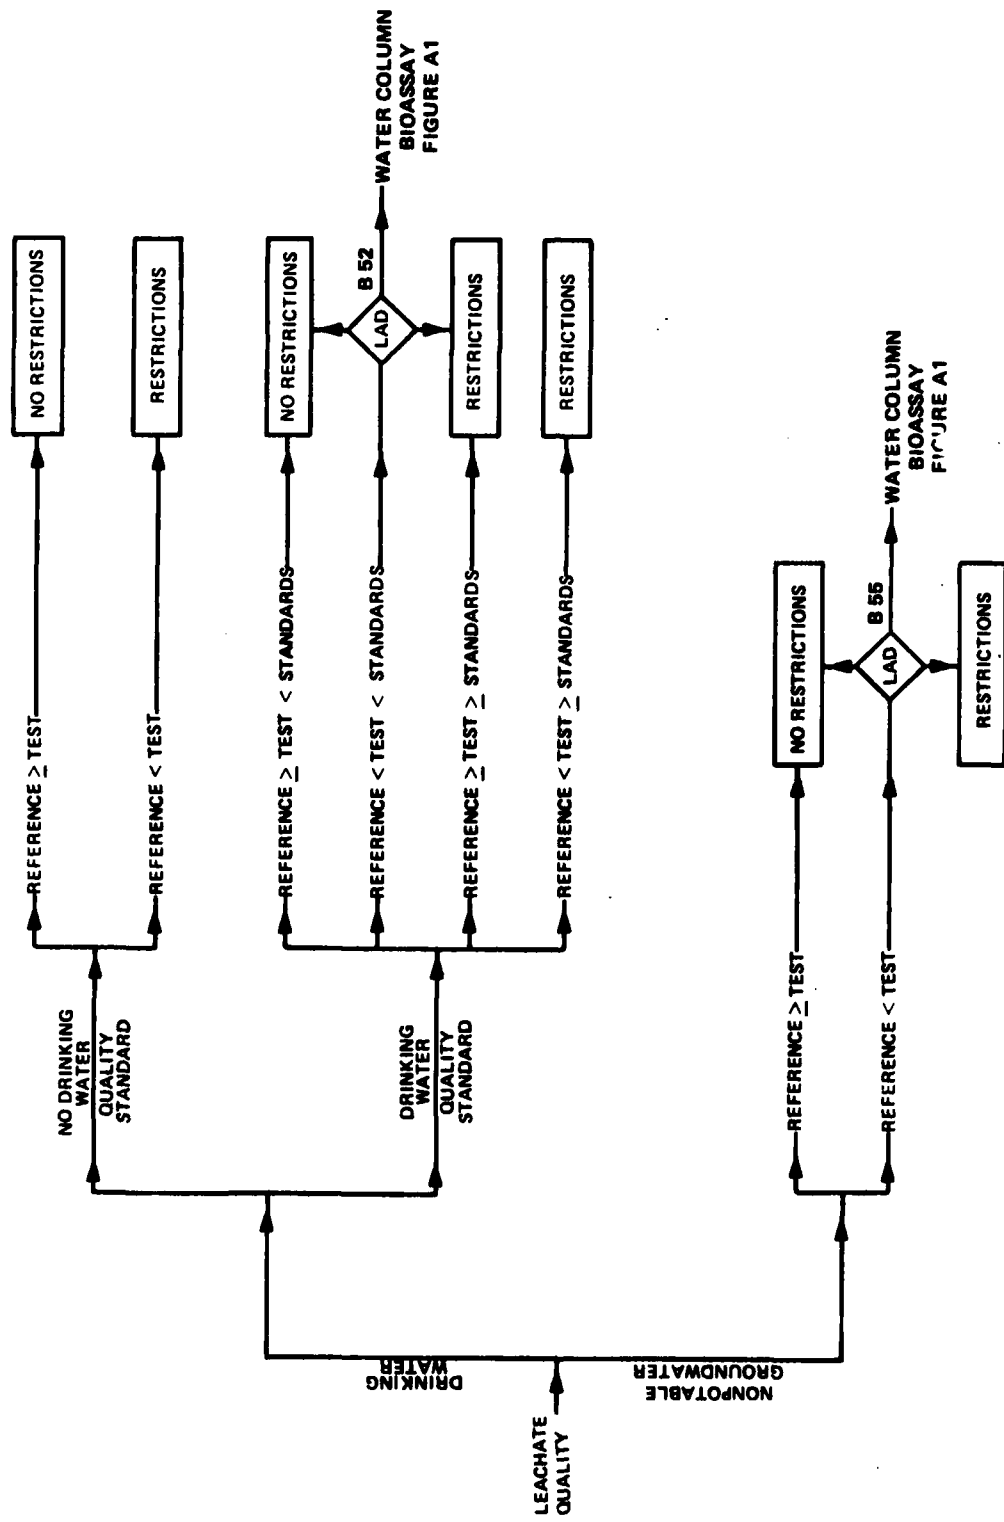 LEACHATE
QUALITY
DRINKING
WATER
NONPOTABLE
GROUNDWATER
NO DRINKING
WATER
QUALITY
STANDARD
REFERENCE ≥ TEST
NO RESTRICTIONS
REFERENCE < TEST
RESTRICTIONS
DRINKING
WATER
QUALITY
STANDARD
REFERENCE ≥ TEST < STANDARDS
NO RESTRICTIONS
REFERENCE < TEST < STANDARDS
LAD
B 52
WATER COLUMN
BIOASSAY
FIGURE A1
REFERENCE ≥ TEST ≥ STANDARDS
RESTRICTIONS
REFERENCE < TEST ≥ STANDARDS
RESTRICTIONS
REFERENCE ≥ TEST
NO RESTRICTIONS
REFERENCE < TEST
LAD
B 55
WATER COLUMN
BIOASSAY
FIGURE A1
RESTRICTIONS